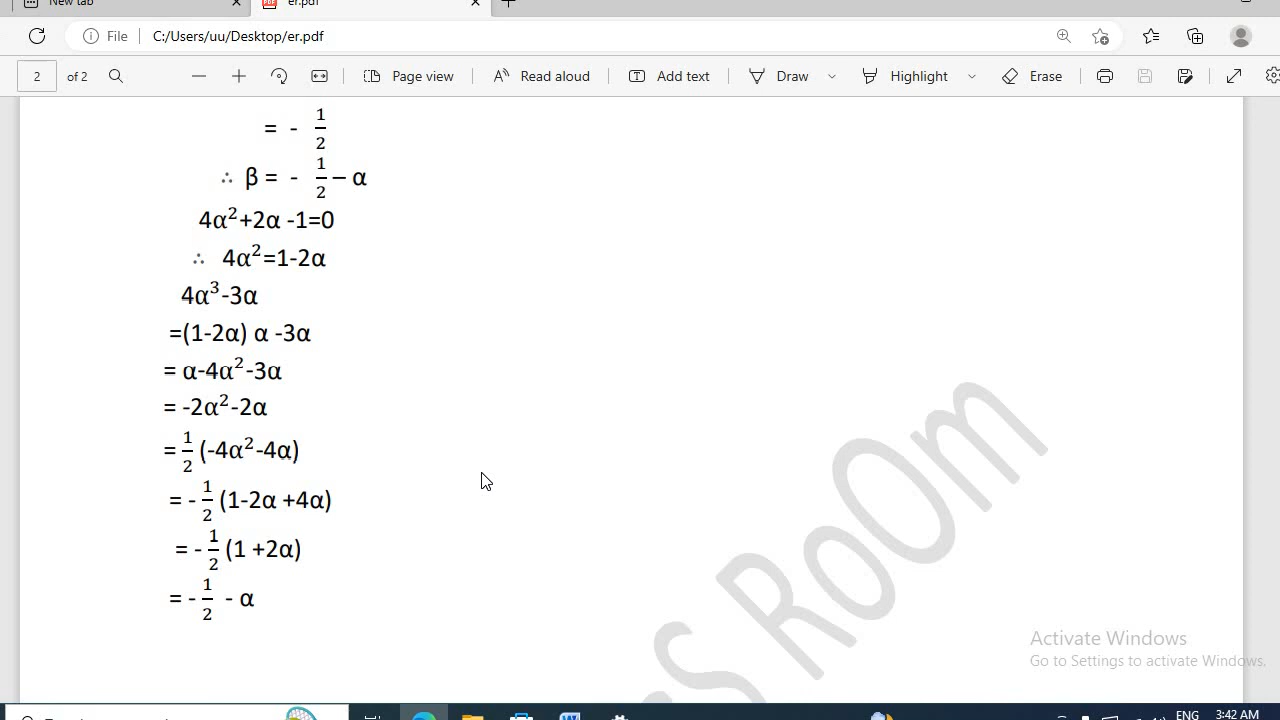 New tab er.pdf
File C:/Users/uu/Desktop/er.pdf
2 of 2 Page view Read aloud Add text Draw Highlight Erase
= - 1/2
∴ β = - 1/2 – α
4α²+2α -1=0
∴ 4α²=1-2α
4α³-3α
=(1-2α) α -3α
= α-4α²-3α
= -2α²-2α
= 1/2 (-4α²-4α)
= - 1/2 (1-2α +4α)
= - 1/2 (1 +2α)
= - 1/2 - α
RoOm
Activate Windows
Go to Settings to activate Windows.
ENG 3:42 AM